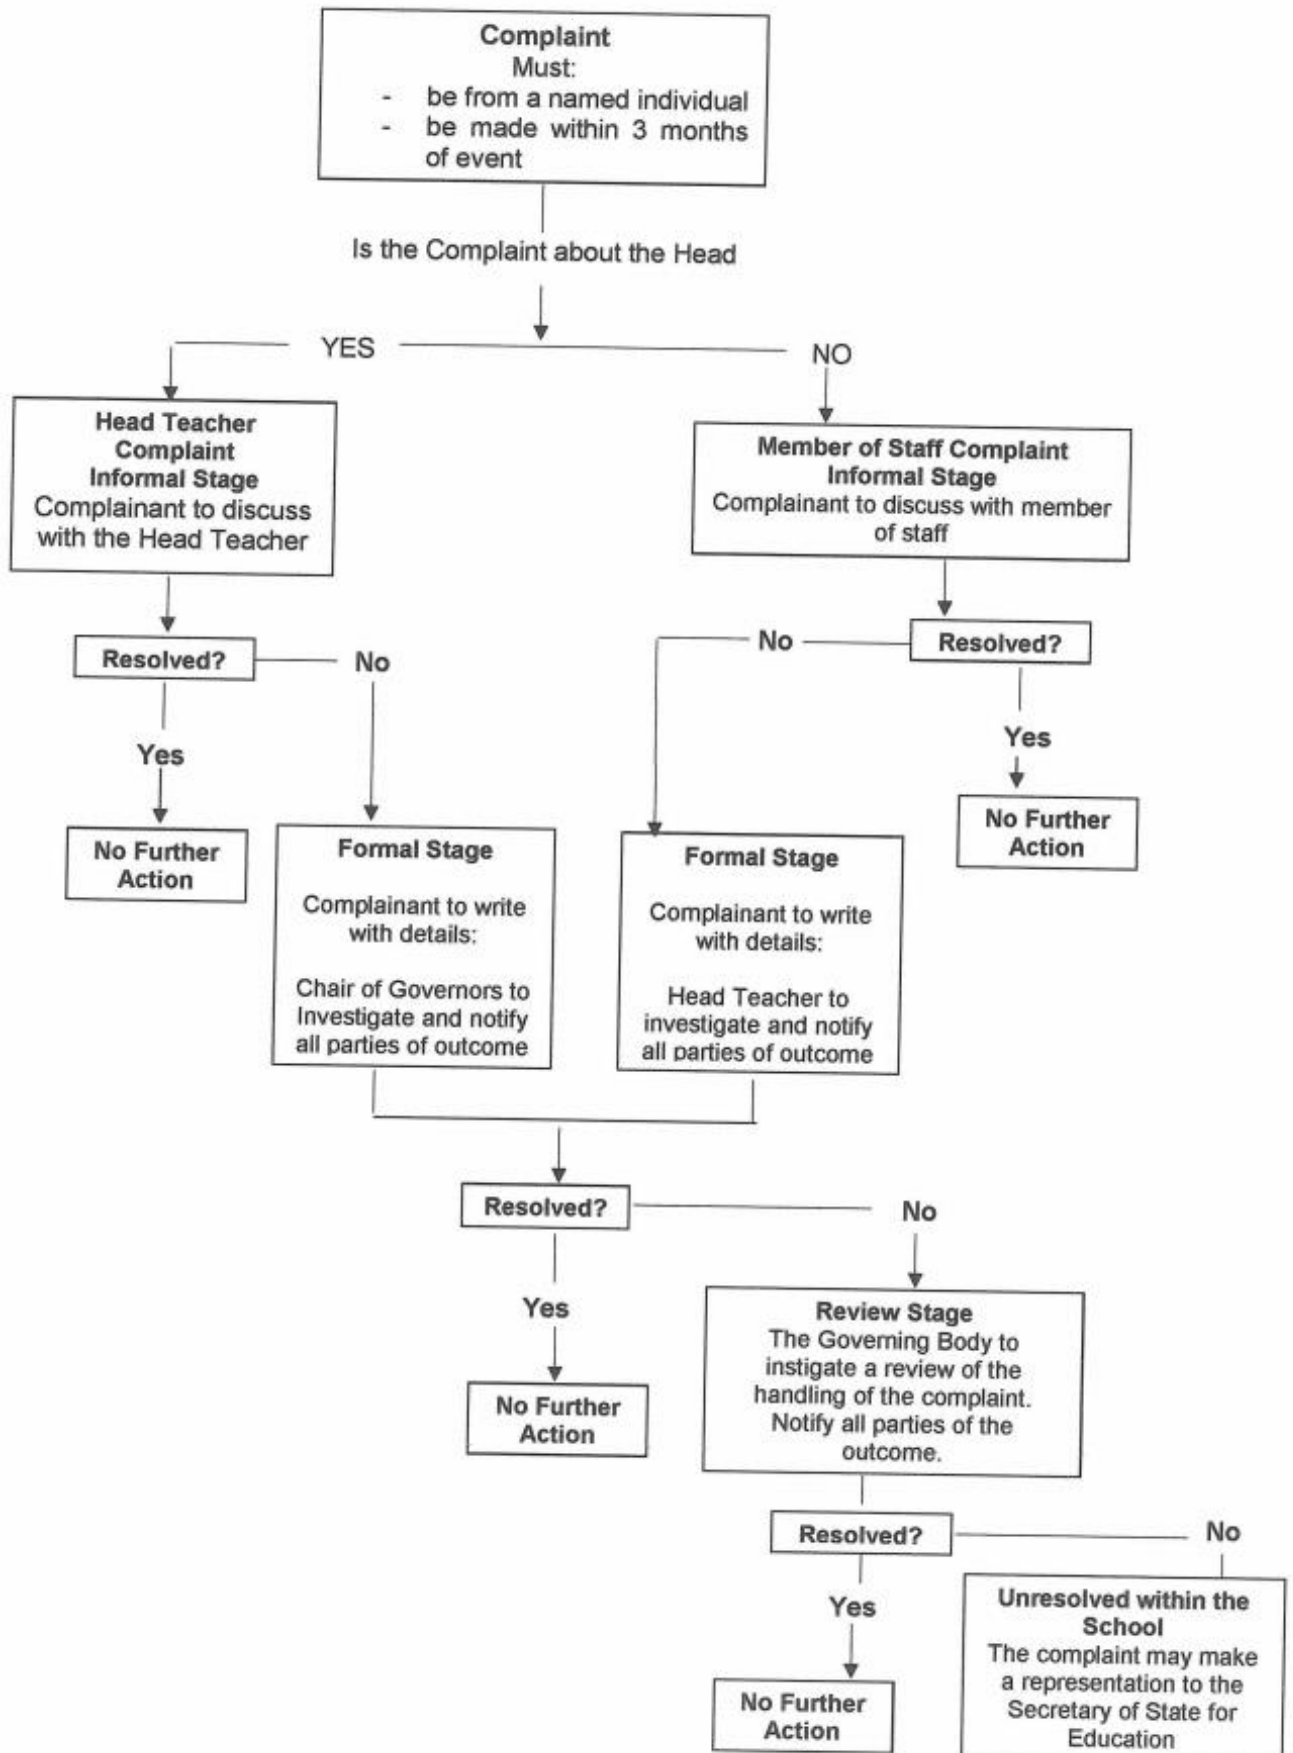 Complaint
Must:
- be from a named individual
- be made within 3 months
of event
Is the Complaint about the Head
YES
NO
Head Teacher
Complaint
Informal Stage
Complainant to discuss
with the Head Teacher
Member of Staff Complaint
Informal Stage
Complainant to discuss with member
of staff
Resolved?
No
No
Resolved?
Yes
Yes
No Further
Action
No Further
Action
Formal Stage
Complainant to write
with details:
Chair of Governors to
Investigate and notify
all parties of outcome
Formal Stage
Complainant to write
with details:
Head Teacher to
investigate and notify
all parties of outcome
Resolved?
No
Yes
No Further
Action
Review Stage
The Governing Body to
instigate a review of the
handling of the complaint.
Notify all parties of the
outcome.
Resolved?
No
Yes
No Further
Action
Unresolved within the
School
The complaint may make
a representation to the
Secretary of State for
Education